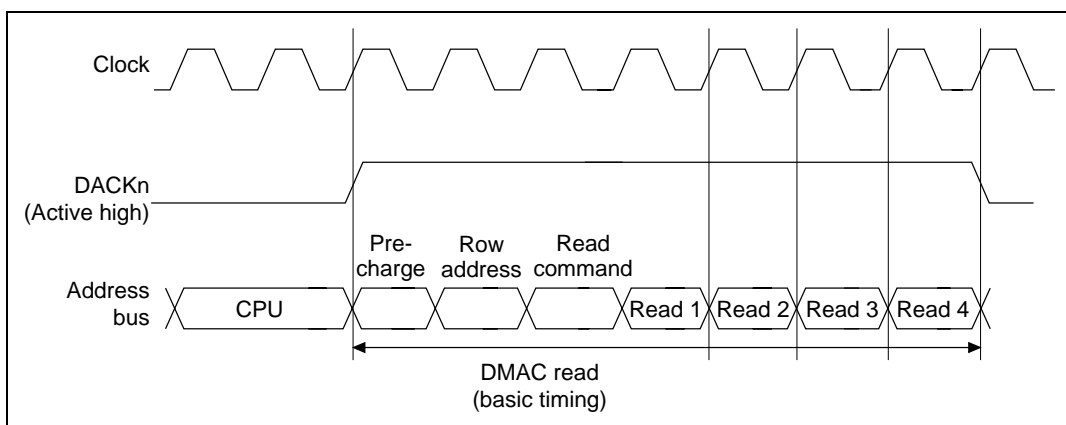 Clock
DACKn
(Active high)
Pre-
charge
Row
address
Read
command
Address
bus
CPU
Read 1
Read 2
Read 3
Read 4
DMAC read
(basic timing)